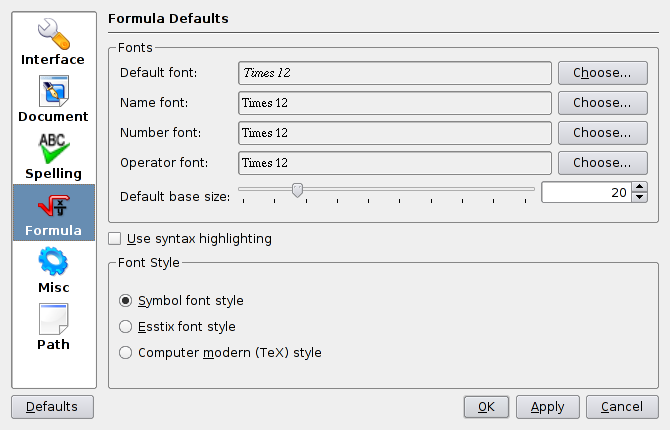 Formula Defaults
Interface
Document
ABC
Spelling
x
Formula
Misc
Path
Fonts
Default font: Times 12 Choose...
Name font: Times 12 Choose...
Number font: Times 12 Choose...
Operator font: Times 12 Choose...
Default base size: 20
Use syntax highlighting
Font Style
Symbol font style
Esstix font style
Computer modern (TeX) style
Defaults OK Apply Cancel